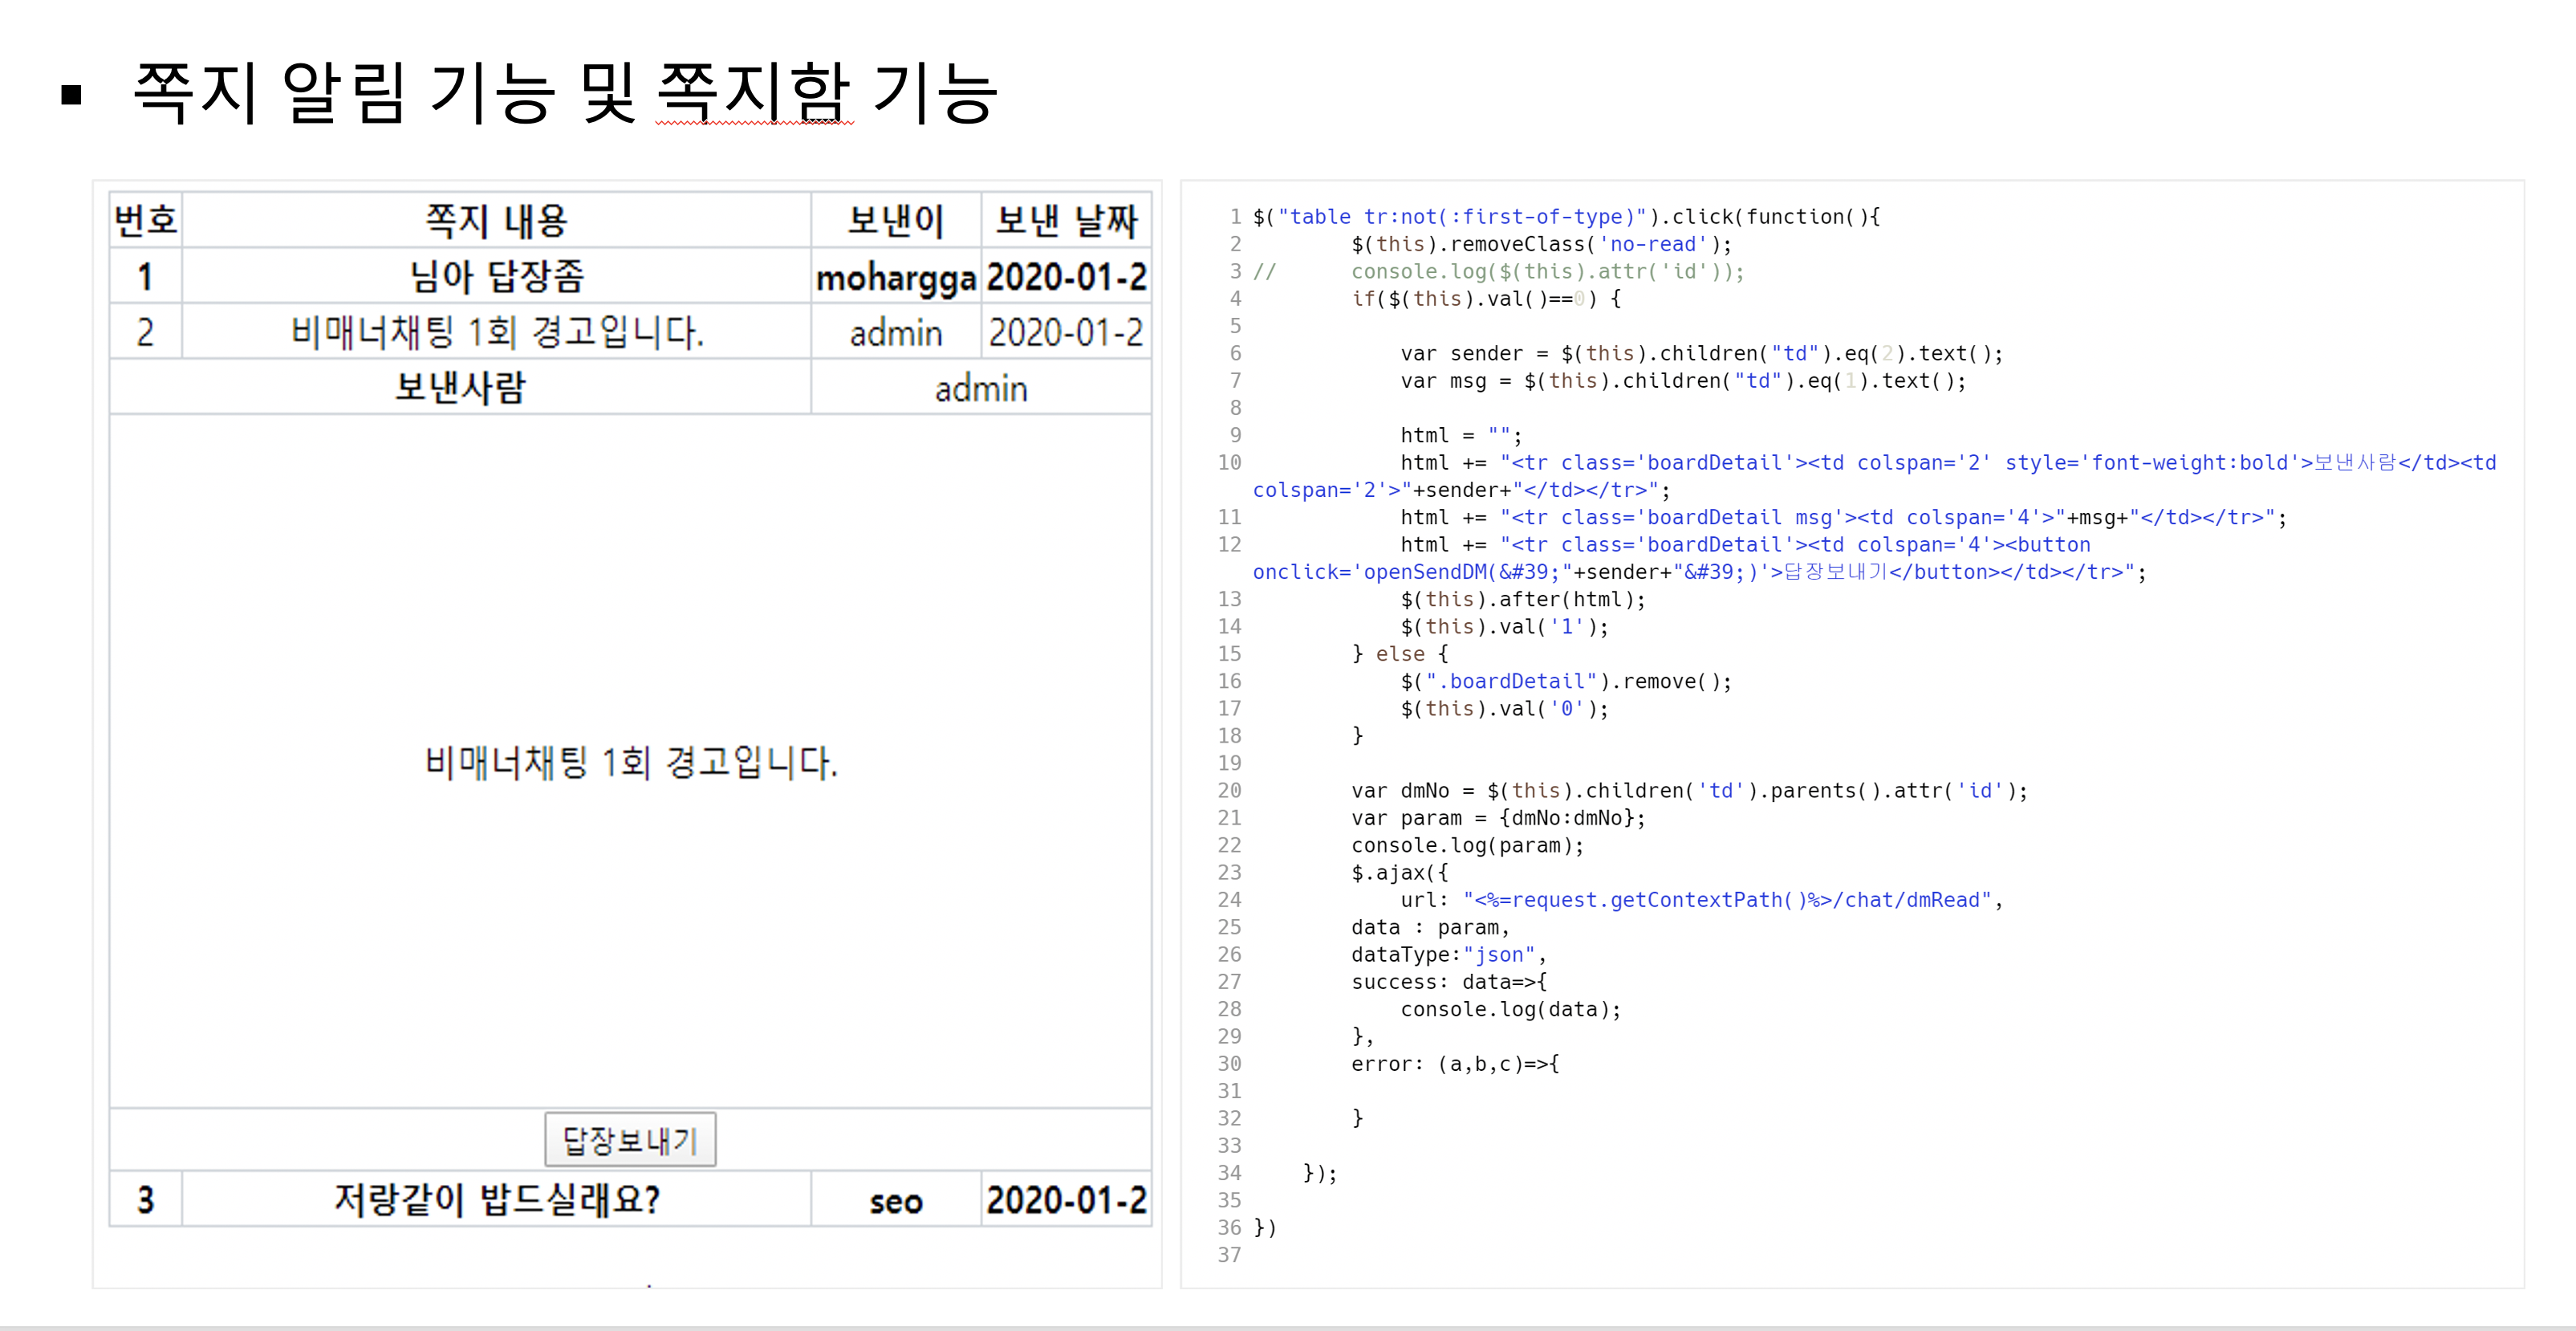 ▪ 쪽지 알림 기능 및 쪽지함 기능
번호 쪽지 내용 보낸이 보낸 날짜
1 님아 답장좀 mohargga 2020-01-2
2 비매너채팅 1회 경고입니다. admin 2020-01-2
보낸사람 admin
비매너채팅 1회 경고입니다.
답장보내기
3 저랑같이 밥드실래요? seo 2020-01-2
1 $("table tr:not(:first-of-type)").click(function(){
2         $(this).removeClass('no-read');
3 //      console.log($(this).attr('id'));
4         if($(this).val()==0) {
5
6             var sender = $(this).children("td").eq(2).text();
7             var msg = $(this).children("td").eq(1).text();
8
9             html = "";
10             html += "<tr class='boardDetail'><td colspan='2' style='font-weight:bold'>보낸사람</td><td
colspan='2'>"+sender+"</td></tr>";
11             html += "<tr class='boardDetail msg'><td colspan='4'>"+msg+"</td></tr>";
12             html += "<tr class='boardDetail'><td colspan='4'><button
onclick='openSendDM(&#39;"+sender+"&#39;)'>답장보내기</button></td></tr>";
13             $(this).after(html);
14             $(this).val('1');
15         } else {
16             $(".boardDetail").remove();
17             $(this).val('0');
18         }
19
20         var dmNo = $(this).children('td').parents().attr('id');
21         var param = {dmNo:dmNo};
22         console.log(param);
23         $.ajax({
24             url: "<%=request.getContextPath()%>/chat/dmRead",
25         data : param,
26         dataType:"json",
27         success: data=>{
28             console.log(data);
29         },
30         error: (a,b,c)=>{
31
32         }
33
34     });
35
36 })
37